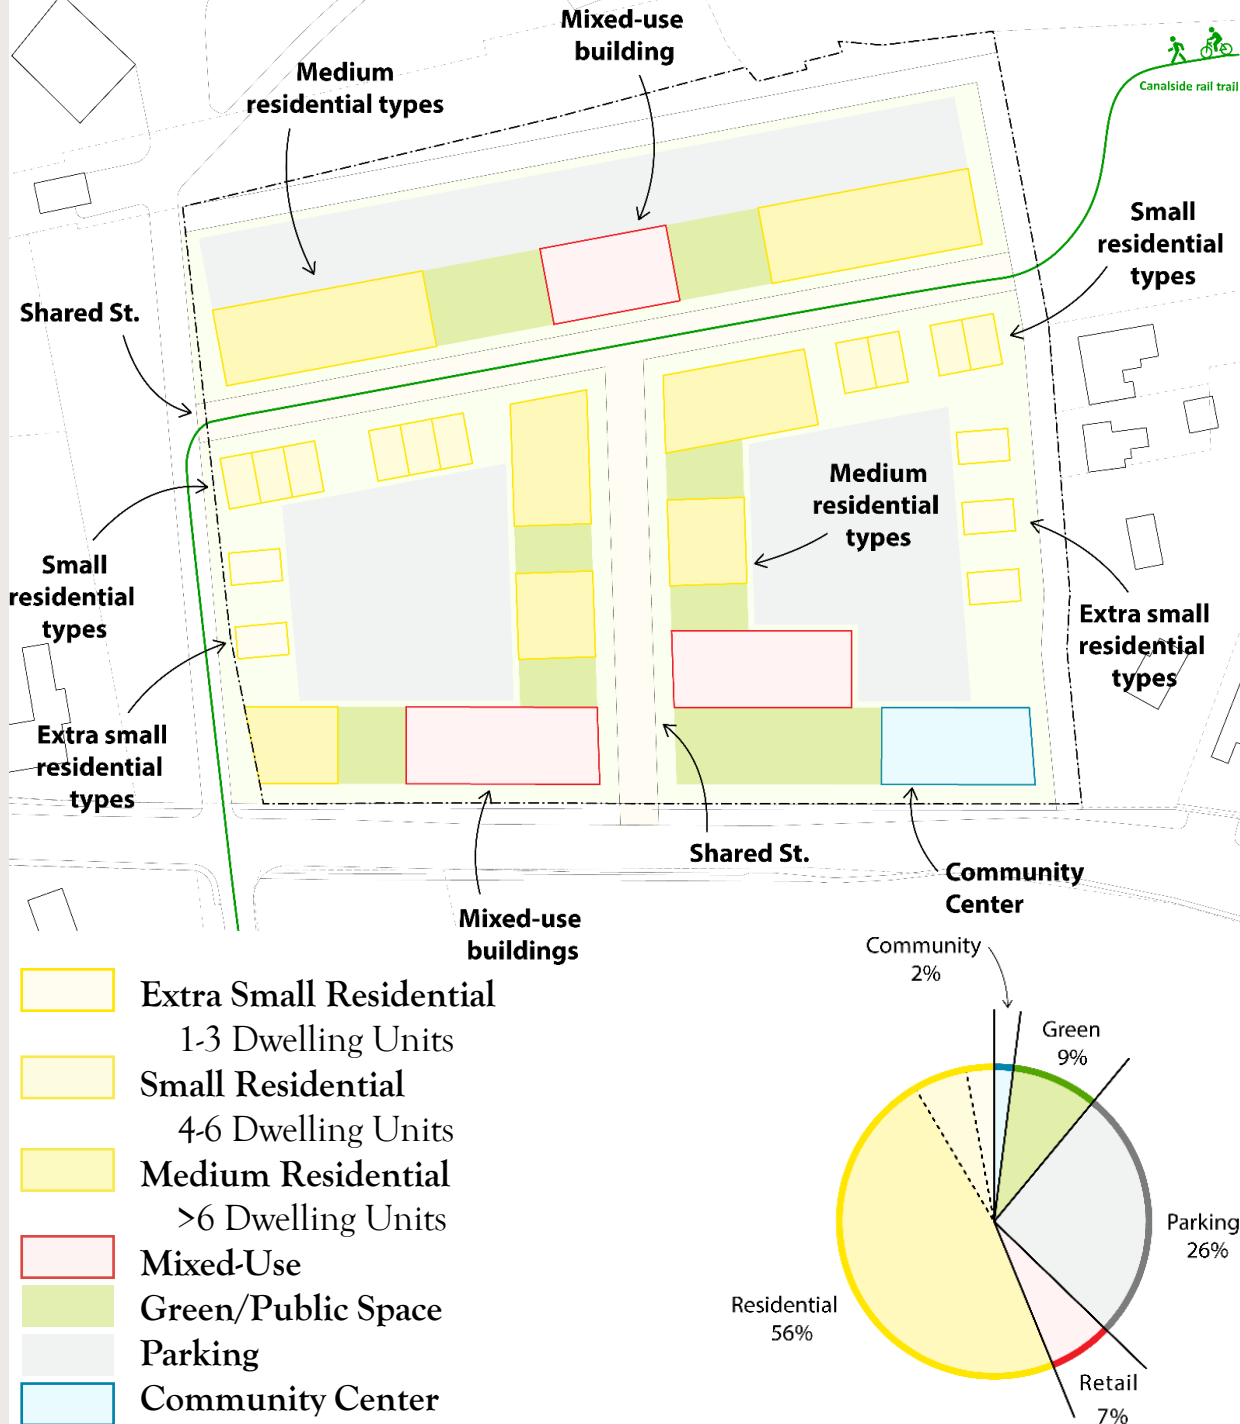 Mixed-use
building
Medium
residential types
Canalside rail trail
Small
residential
types
Shared St.
Medium
residential
types
Small
residential
types
Extra small
residential
types
Extra small
residential
types
Shared St.
Community
Center
Mixed-use
buildings
Community
2%
Green
9%
Parking
26%
Residential
56%
Retail
7%
Extra Small Residential
1-3 Dwelling Units
Small Residential
4-6 Dwelling Units
Medium Residential
>6 Dwelling Units
Mixed-Use
Green/Public Space
Parking
Community Center